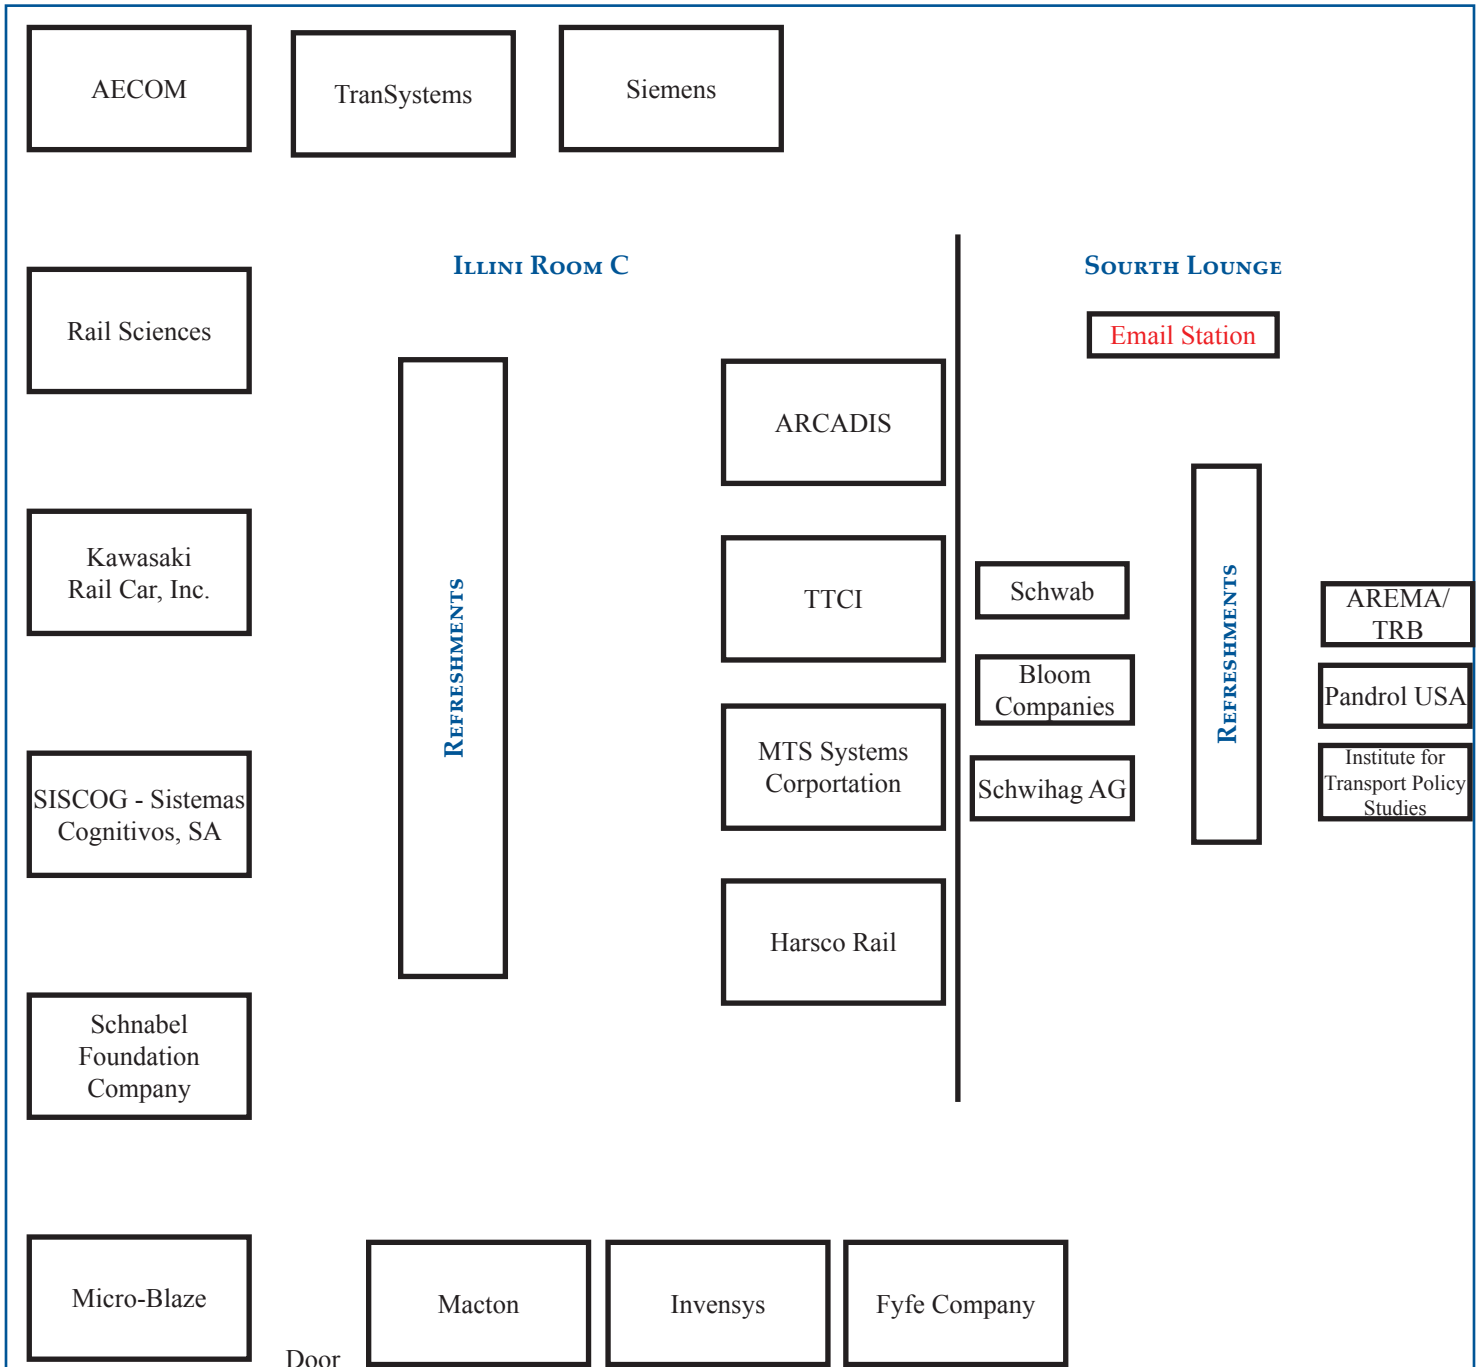 AECOM
TranSystems
Siemens
Illini Room C
Sourth Lounge
Email Station
Rail Sciences
ARCADIS
Kawasaki
Rail Car, Inc.
Refreshments
TTCI
Schwab
Refreshments
AREMA/
TRB
Bloom
Companies
Pandrol USA
SISCOG - Sistemas
Cognitivos, SA
MTS Systems
Corportation
Schwihag AG
Institute for
Transport Policy
Studies
Harsco Rail
Schnabel
Foundation
Company
Micro-Blaze
Macton
Invensys
Fyfe Company
Door